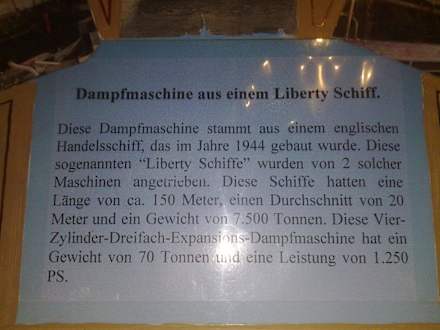 Dampfmaschine aus einem Liberty Schiff.
Diese Dampfmaschine stammt aus einem englischen
Handelsschiff, das im Jahre 1944 gebaut wurde. Diese
sogenannten “Liberty Schiffe” wurden von 2 solcher
Maschinen angetrieben. Diese Schiffe hatten eine
Länge von ca. 150 Meter, einen Durchschnitt von 20
Meter und ein Gewicht von 7.500 Tonnen. Diese Vier-
Zylinder-Dreifach-Expansions-Dampfmaschine hat ein
Gewicht von 70 Tonnen und eine Leistung von 1.250
PS.